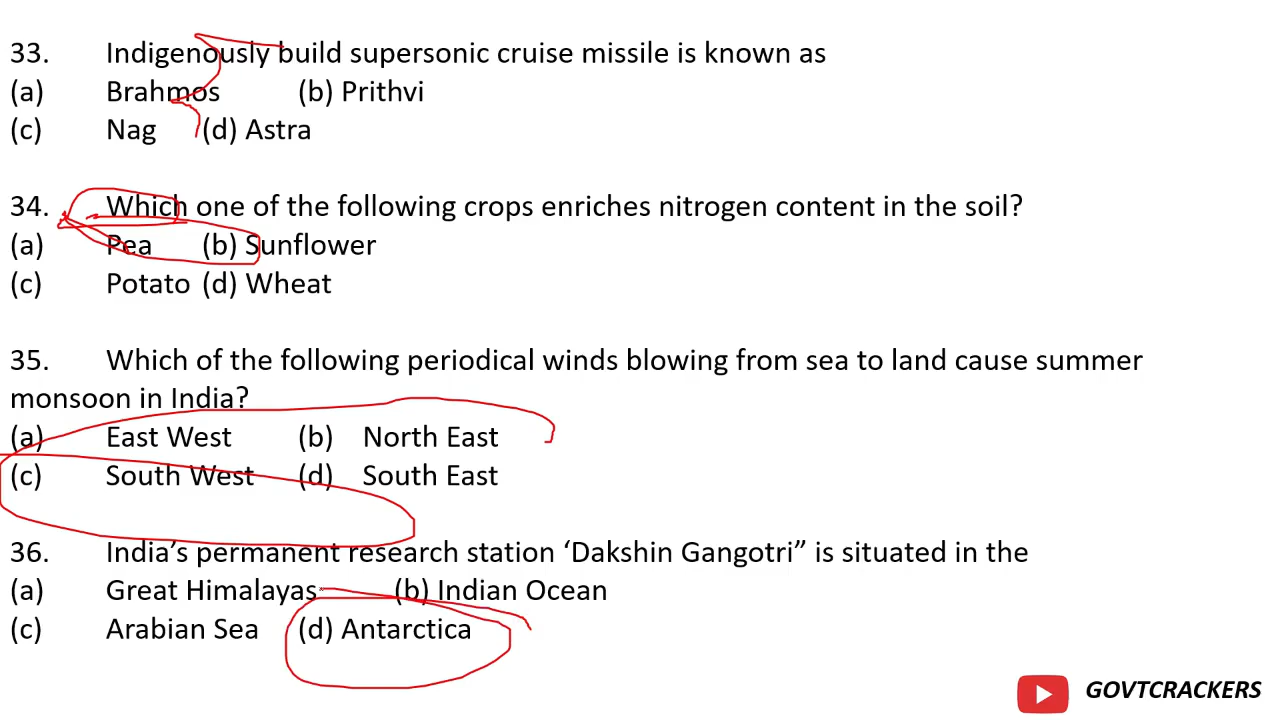 33. Indigenously build supersonic cruise missile is known as
(a) Brahmos (b) Prithvi
(c) Nag (d) Astra
34. Which one of the following crops enriches nitrogen content in the soil?
(a) Pea (b) Sunflower
(c) Potato (d) Wheat
35. Which of the following periodical winds blowing from sea to land cause summer
monsoon in India?
(a) East West (b) North East
(c) South West (d) South East
36. India’s permanent research station ‘Dakshin Gangotri” is situated in the
(a) Great Himalayas (b) Indian Ocean
(c) Arabian Sea (d) Antarctica
GOVTCRACKERS